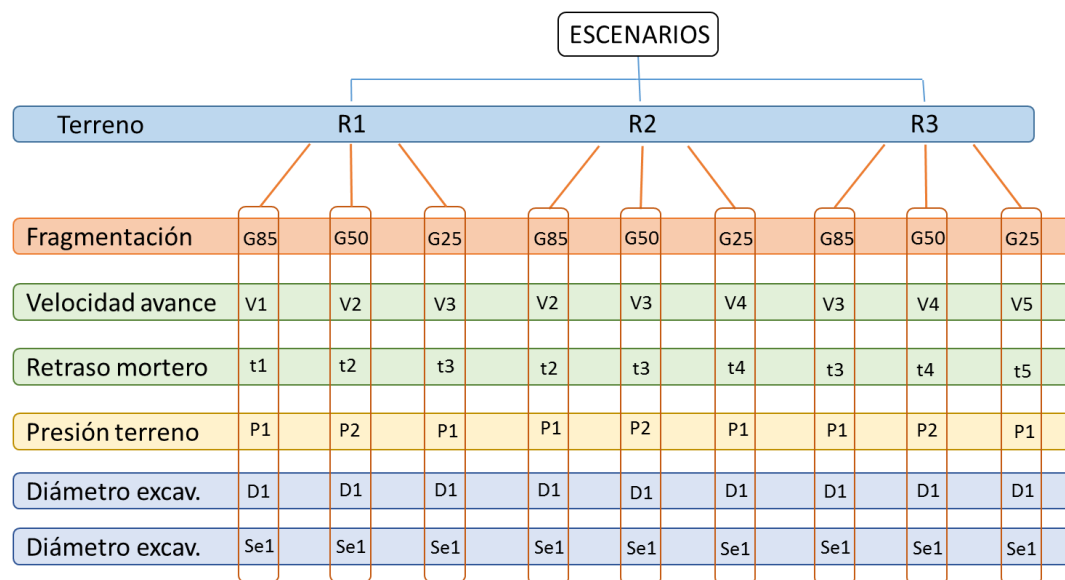 ESCENARIOS
Terreno R1 R2 R3
Fragmentación G85 G50 G25 G85 G50 G25 G85 G50 G25
Velocidad avance V1 V2 V3 V2 V3 V4 V3 V4 V5
Retraso mortero t1 t2 t3 t2 t3 t4 t3 t4 t5
Presión terreno P1 P2 P1 P1 P2 P1 P1 P2 P1
Diámetro excav. D1 D1 D1 D1 D1 D1 D1 D1 D1
Diámetro excav. Se1 Se1 Se1 Se1 Se1 Se1 Se1 Se1 Se1